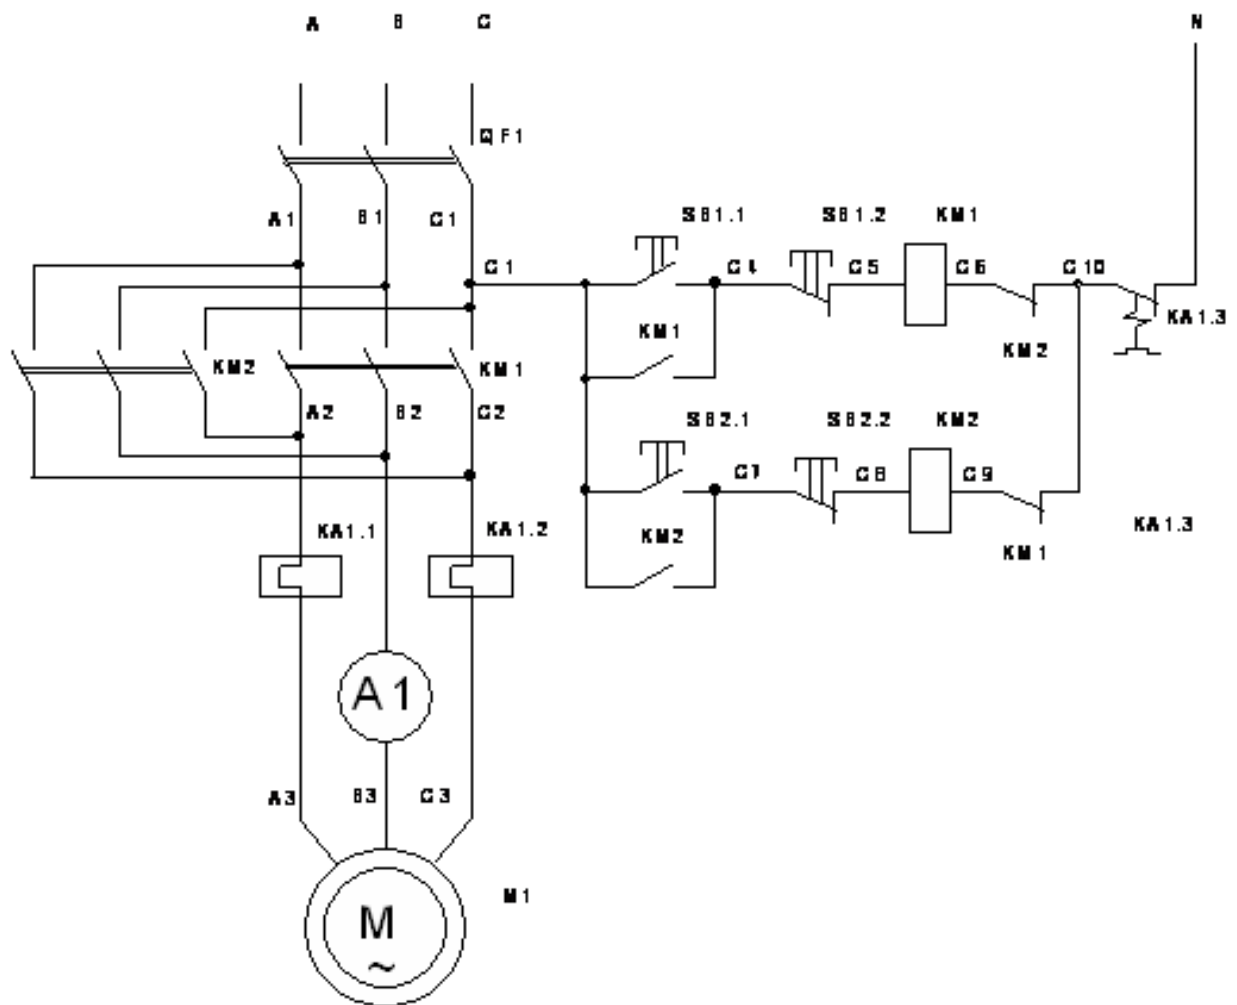 A B C N
QF1
A1 B1 C1
SB1.1 SB1.2 KM1
C1 C4 C5 C6 C10
KM1 KA1.3
KM2 KM1 KM2
A2 B2 C2
SB2.1 SB2.2 KM2
C7 C8 C9
KA1.1 KA1.2 KM2 KM1 KA1.3
A1
A3 B3 C3
M1
M
~